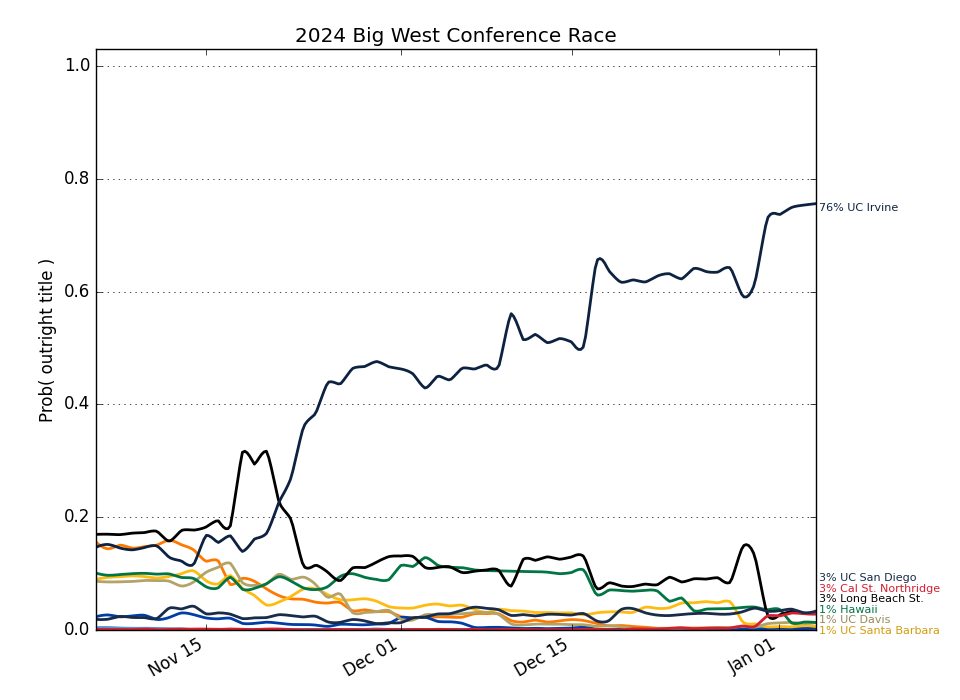 2024 Big West Conference Race
Prob( outright title )
1.0
0.8
0.6
0.4
0.2
0.0
Nov 15
Dec 01
Dec 15
Jan 01
76% UC Irvine
3% UC San Diego
3% Cal St. Northridge
3% Long Beach St.
1% Hawaii
1% UC Davis
1% UC Santa Barbara